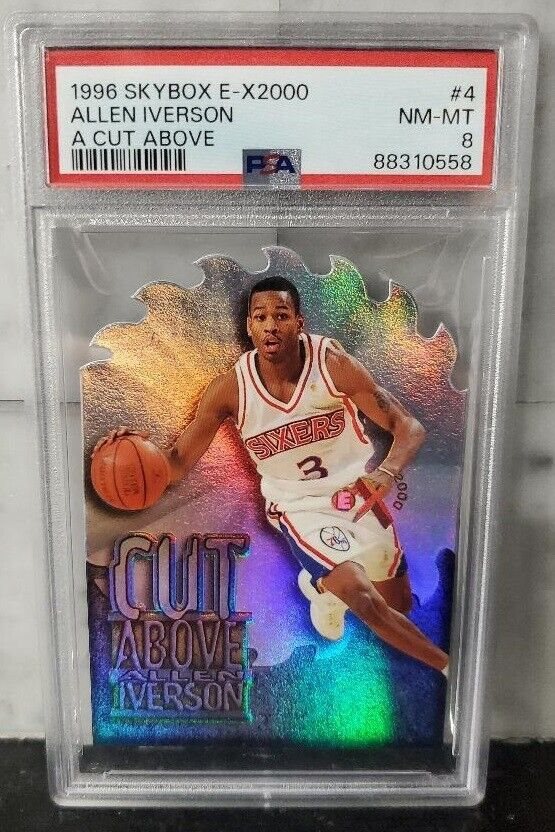 1996 SKYBOX E-X2000 #4
ALLEN IVERSON NM-MT
A CUT ABOVE 8
PSA 88310558
SIXERS
3
E X
2000
CUT
ABOVE
ALLEN
IVERSON